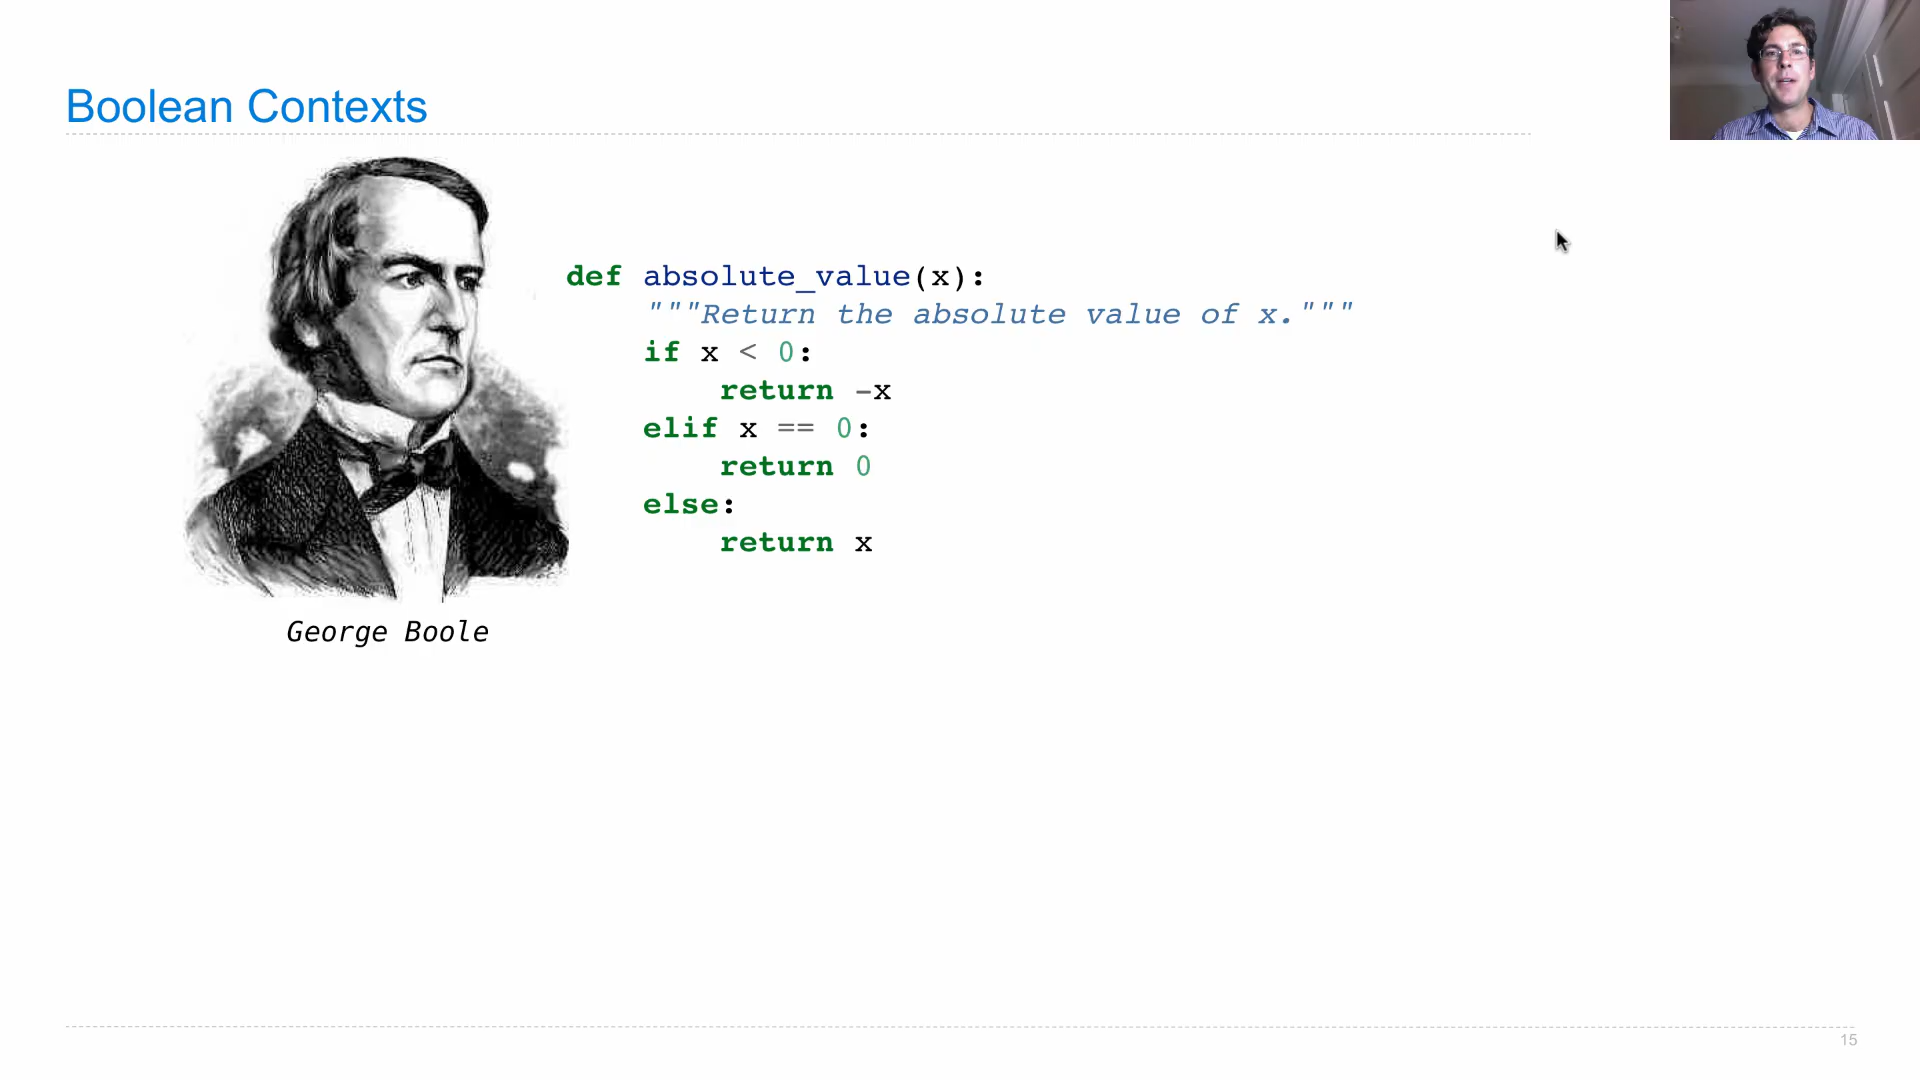 Boolean Contexts
def absolute_value(x):
    """Return the absolute value of x."""
    if x < 0:
        return -x
    elif x == 0:
        return 0
    else:
        return x
George Boole
15